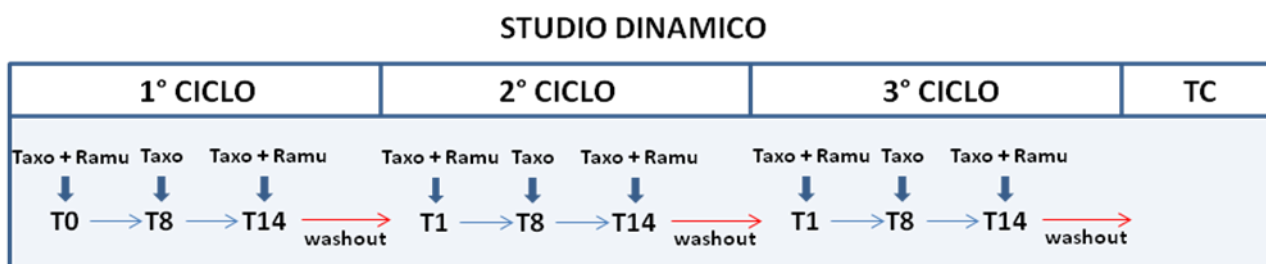 STUDIO DINAMICO
1° CICLO 2° CICLO 3° CICLO TC
Taxo + Ramu Taxo Taxo + Ramu Taxo + Ramu Taxo Taxo + Ramu Taxo + Ramu Taxo Taxo + Ramu
T0 T8 T14 T1 T8 T14 T1 T8 T14
washout washout washout